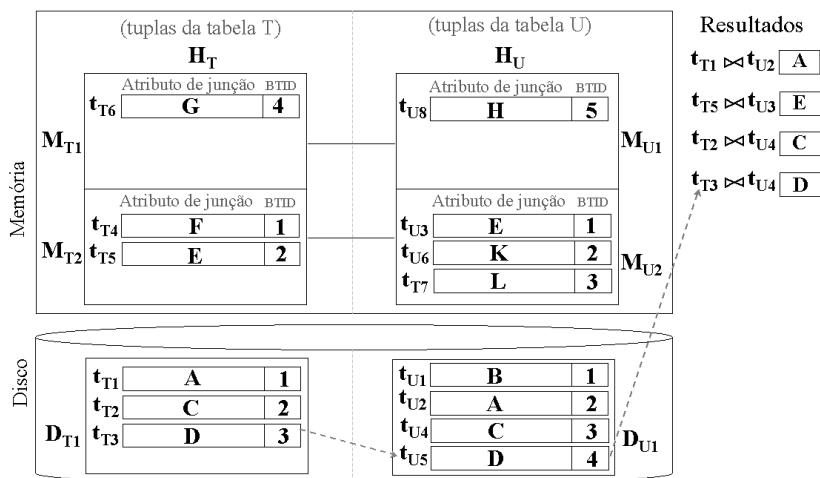 (tuplas da tabela T) (tuplas da tabela U) Resultados
H_T H_U
t_T1 ⋈ t_U2 A
Atributo de junção BTID Atributo de junção BTID
t_T6 G 4 t_U8 H 5
t_T5 ⋈ t_U3 E
M_T1 M_U1
t_T2 ⋈ t_U4 C
t_T3 ⋈ t_U4 D
Memória
Atributo de junção BTID Atributo de junção BTID
t_T4 F 1 t_U3 E 1
t_T5 E 2 t_U6 K 2
M_T2 M_U2
t_T7 L 3
Disco
t_T1 A 1 t_U1 B 1
t_T2 C 2 t_U2 A 2
t_T3 D 3 t_U4 C 3
D_T1 D_U1
t_U5 D 4